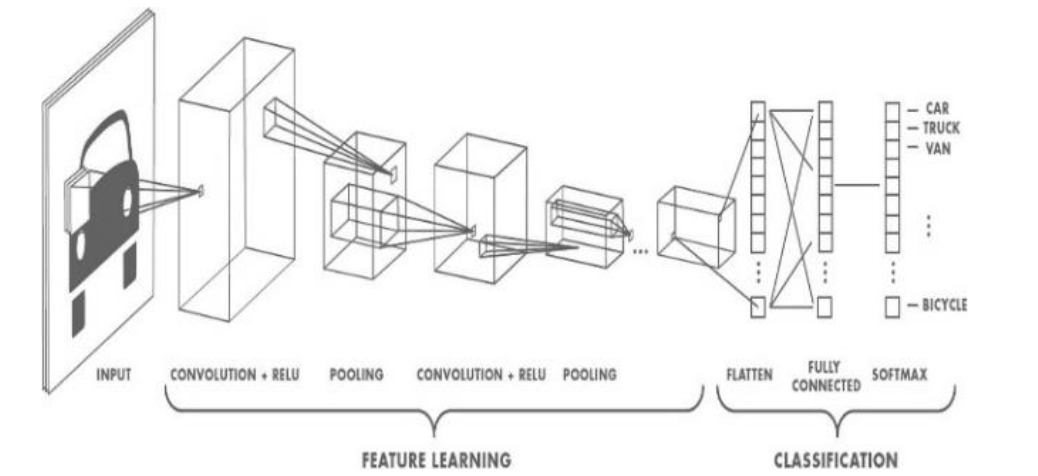 CAR
TRUCK
VAN
BICYCLE
INPUT
CONVOLUTION + RELU
POOLING
CONVOLUTION + RELU
POOLING
FLATTEN
FULLY
CONNECTED
SOFTMAX
FEATURE LEARNING
CLASSIFICATION